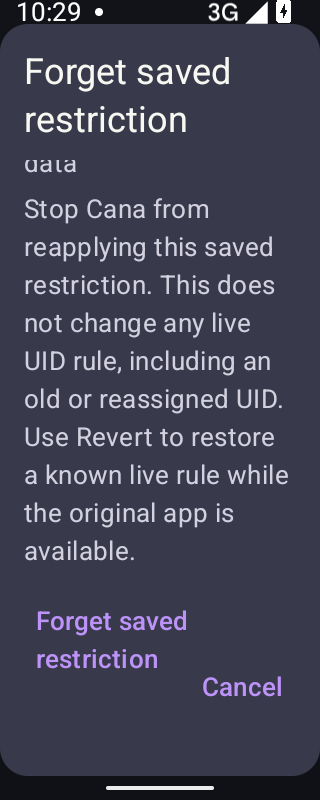 10:29
3G
Forget saved
restriction
data
Stop Cana from
reapplying this saved
restriction. This does
not change any live
UID rule, including an
old or reassigned UID.
Use Revert to restore
a known live rule while
the original app is
available.
Forget saved
restriction
Cancel